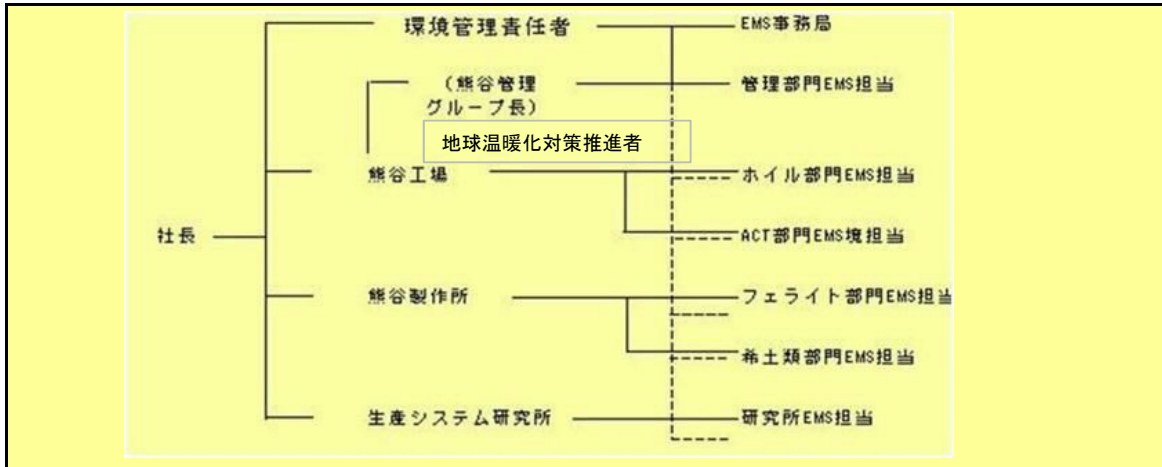 環境管理責任者
EMS事務局
(熊谷管理
グループ長)
管理部門EMS担当
地球温暖化対策推進者
熊谷工場
ホイル部門EMS担当
社長
ACT部門EMS境担当
熊谷製作所
フェライト部門EMS担当
希土類部門EMS担当
生産システム研究所
研究所EMS担当